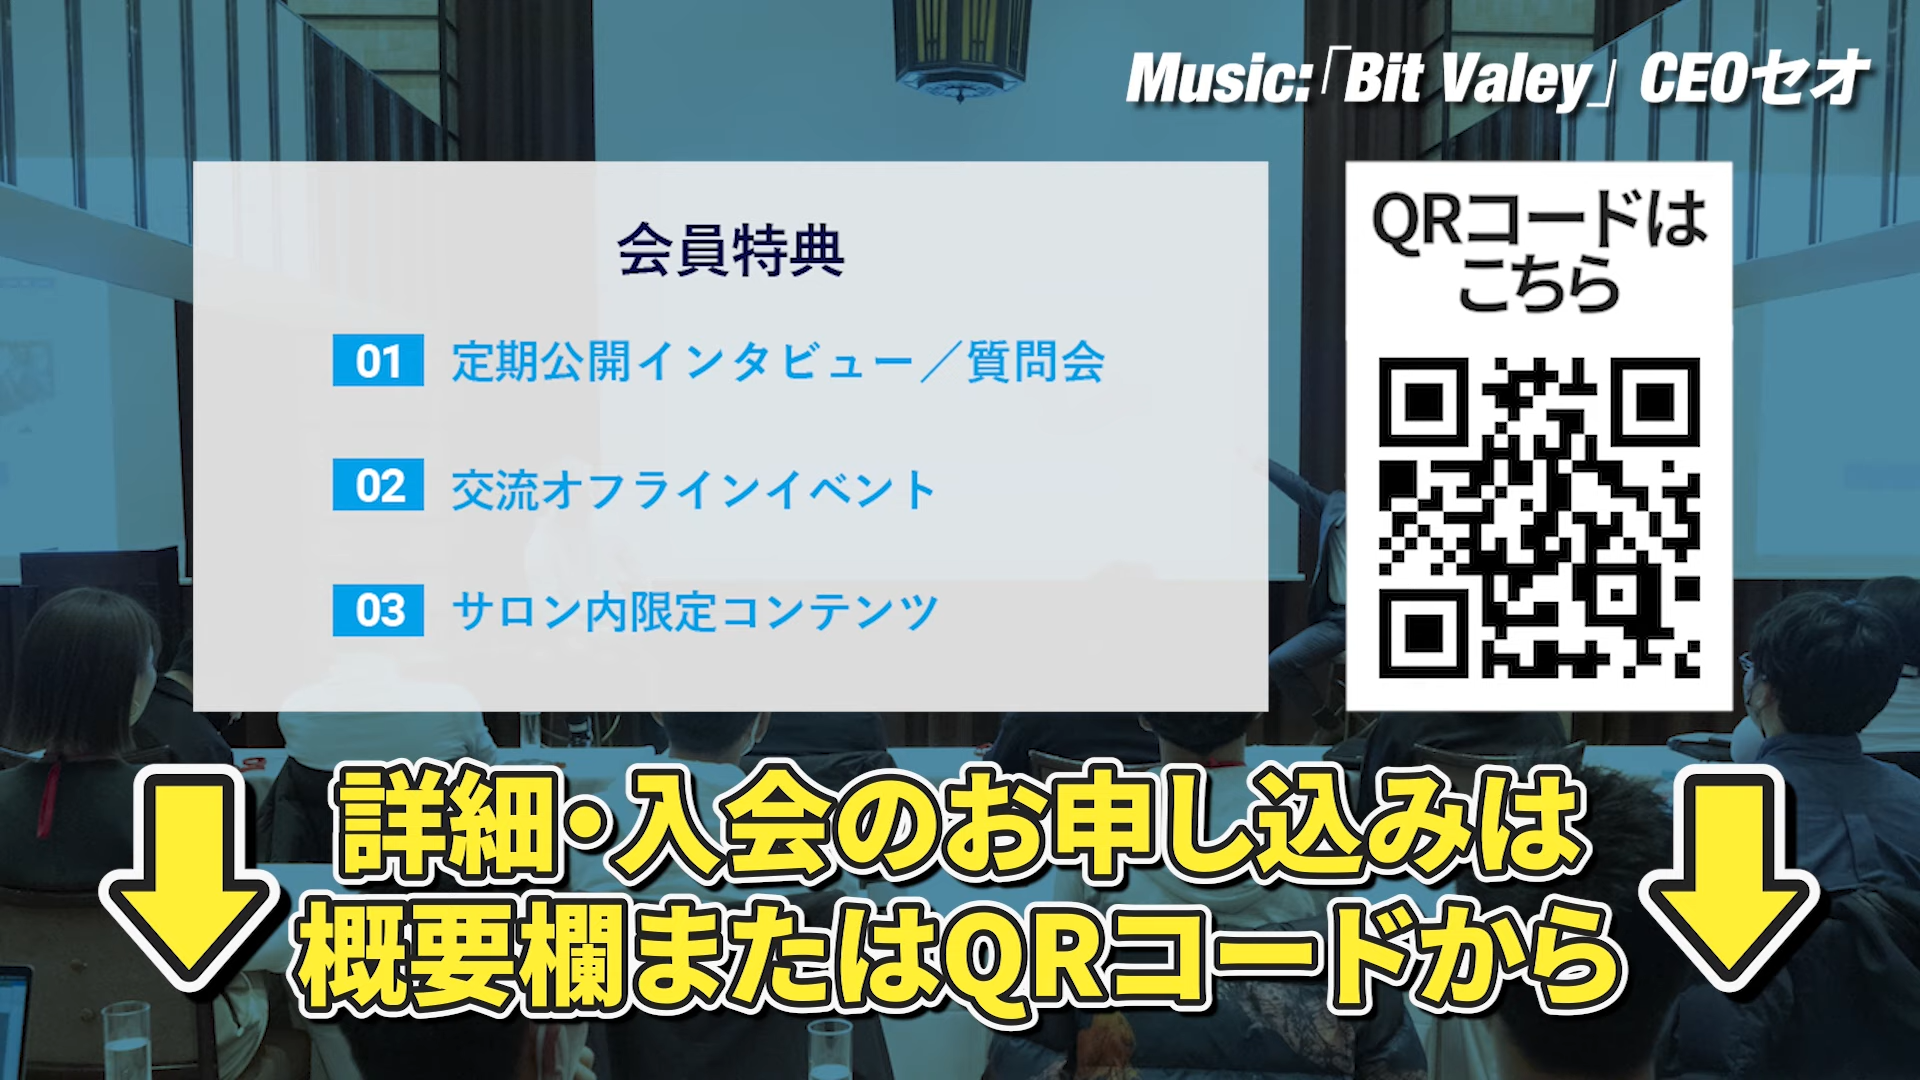 Music:「Bit Valey」 CEOセオ
会員特典
01 定期公開インタビュー／質問会
02 交流オフラインイベント
03 サロン内限定コンテンツ
QRコードは
こちら
詳細・入会のお申し込みは
概要欄またはQRコードから